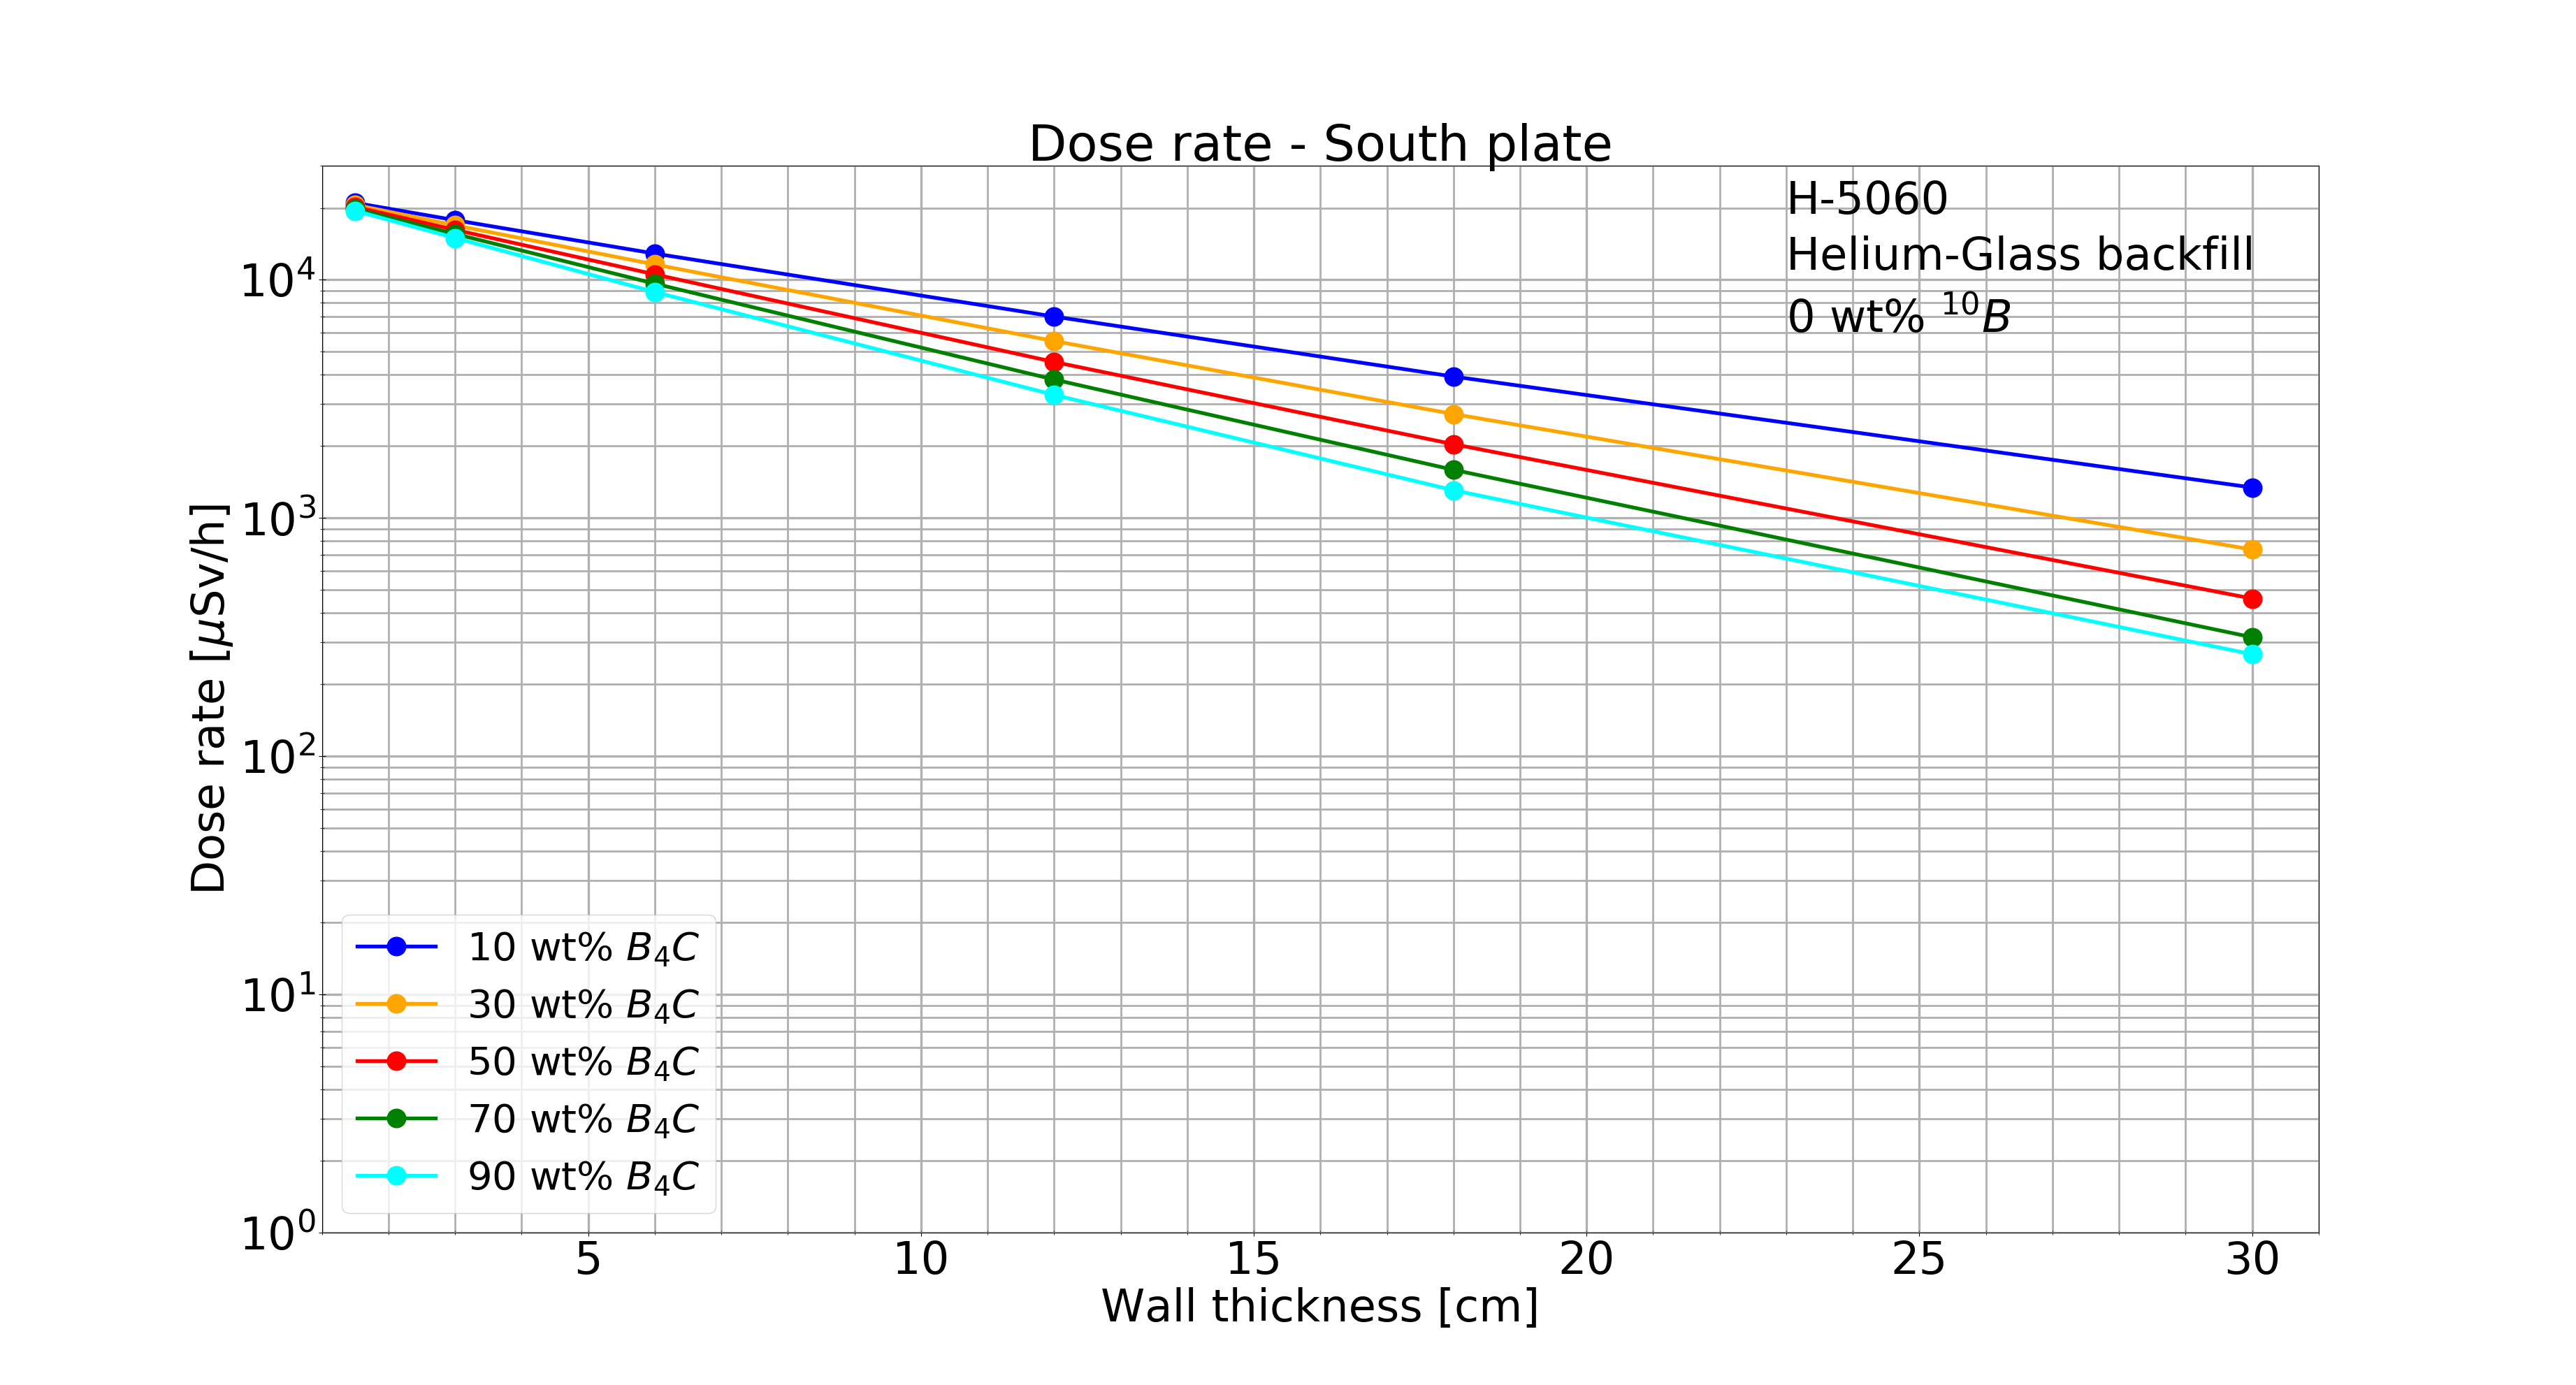 Dose rate - South plate
H-5060
Helium-Glass backfill
0 wt% ¹⁰B
Dose rate [μSv/h]
10⁴
10³
10²
10¹
10⁰
10 wt% B₄C
30 wt% B₄C
50 wt% B₄C
70 wt% B₄C
90 wt% B₄C
5 10 15 20 25 30
Wall thickness [cm]